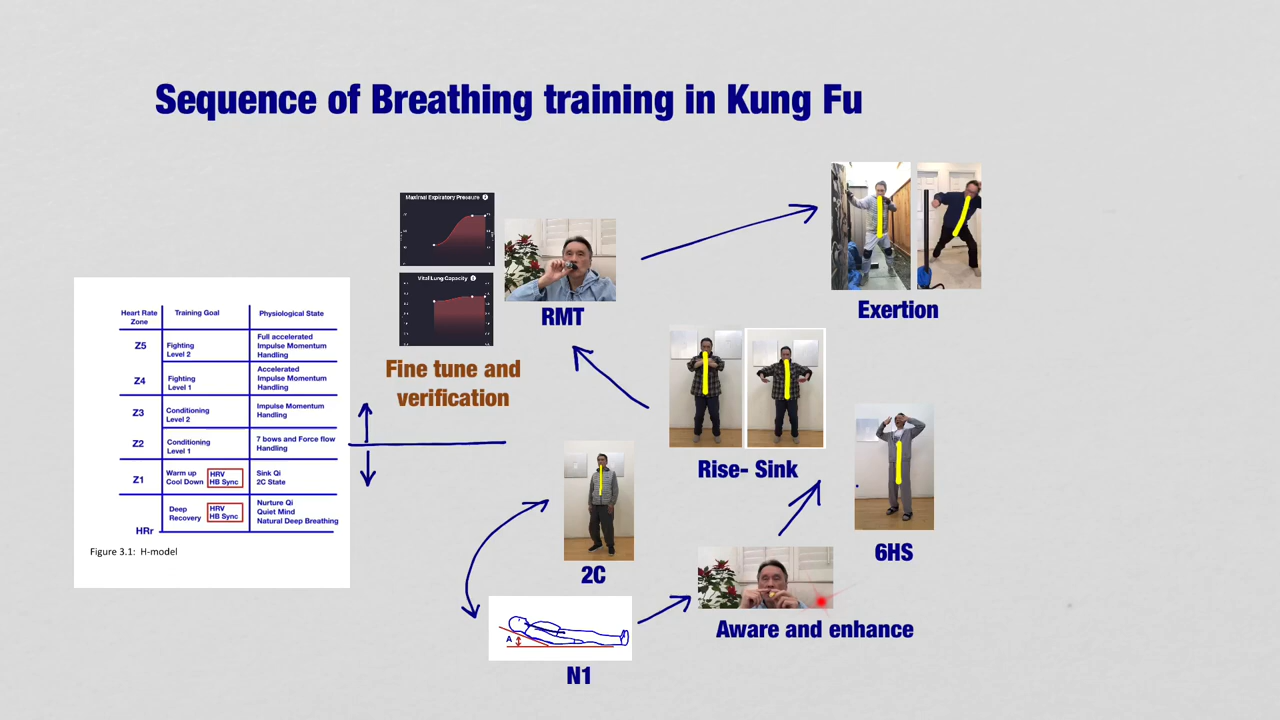 Sequence of Breathing training in Kung Fu
Maximal Expiratory Pressure
Vital Lung Capacity
RMT
Fine tune and
verification
Exertion
Rise- Sink
6HS
2C
Aware and enhance
A
N1
Heart Rate
Zone
Training Goal
Physiological State
Z5
Fighting
Level 2
Full accelerated
Impulse Momentum
Handling
Z4
Fighting
Level 1
Accelerated
Impulse Momentum
Handling
Z3
Conditioning
Level 2
Impulse Momentum
Handling
Z2
Conditioning
Level 1
7 bows and Force flow
Handling
Z1
Warm up
Cool Down
HRV
HB Sync
Sink Qi
2C State
Deep
Recovery
HRV
HB Sync
Nurture Qi
Quiet Mind
Natural Deep Breathing
HRr
Figure 3.1: H-model